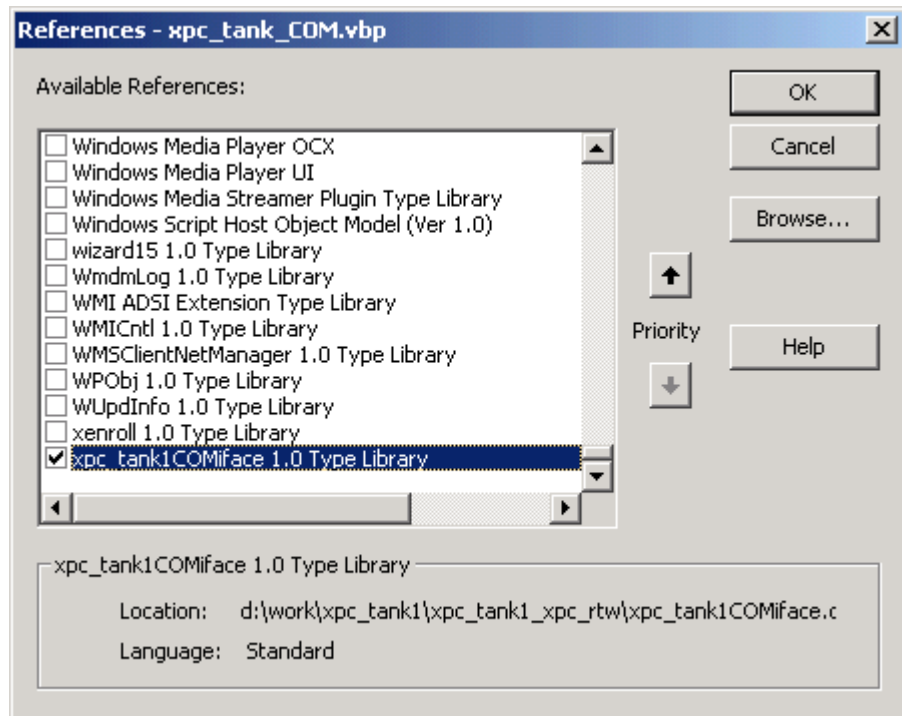 References - xpc_tank_COM.vbp
Available References:
OK
Cancel
Browse...
Priority
Help
Windows Media Player OCX
Windows Media Player UI
Windows Media Streamer Plugin Type Library
Windows Script Host Object Model (Ver 1.0)
wizard15 1.0 Type Library
WmdmLog 1.0 Type Library
WMI ADSI Extension Type Library
WMICntl 1.0 Type Library
WMSClientNetManager 1.0 Type Library
WPObj 1.0 Type Library
WUpdInfo 1.0 Type Library
xenroll 1.0 Type Library
xpc_tank1COMiface 1.0 Type Library
xpc_tank1COMiface 1.0 Type Library
Location: d:\work\xpc_tank1\xpc_tank1_xpc_rtw\xpc_tank1COMiface.c
Language: Standard